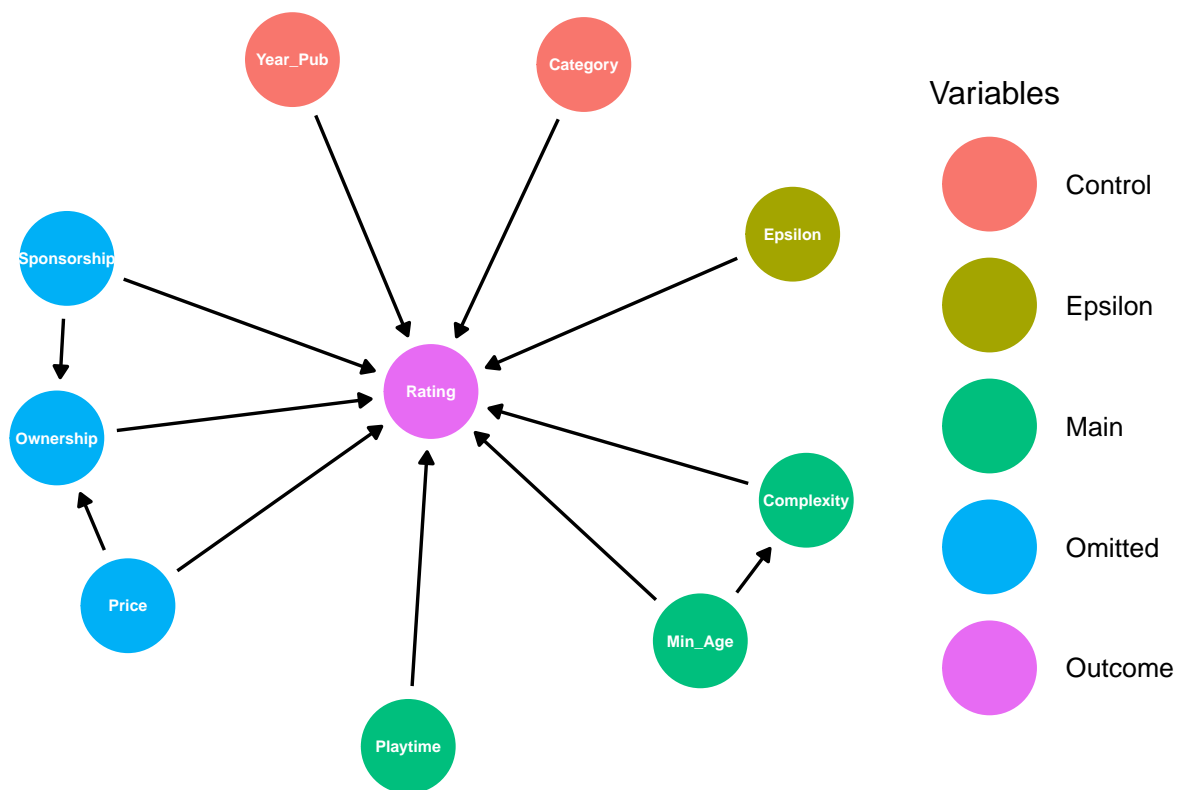 Year_Pub
Category
Variables
Control
Sponsorship
Epsilon
Epsilon
Rating
Main
Ownership
Complexity
Omitted
Price
Min_Age
Outcome
Playtime